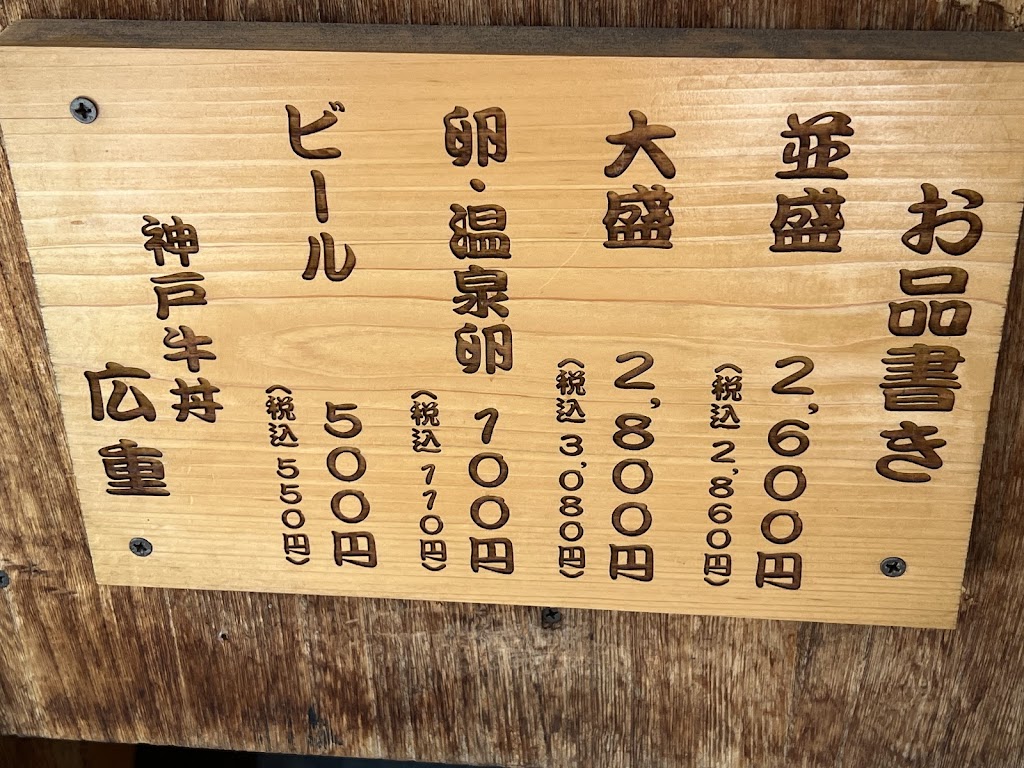 お品書き
並盛 2,600円
(税込 2,860円)
大盛 2,800円
(税込 3,080円)
卵・温泉卵 100円
(税込 110円)
ビール 500円
(税込 550円)
神戸牛丼
広重